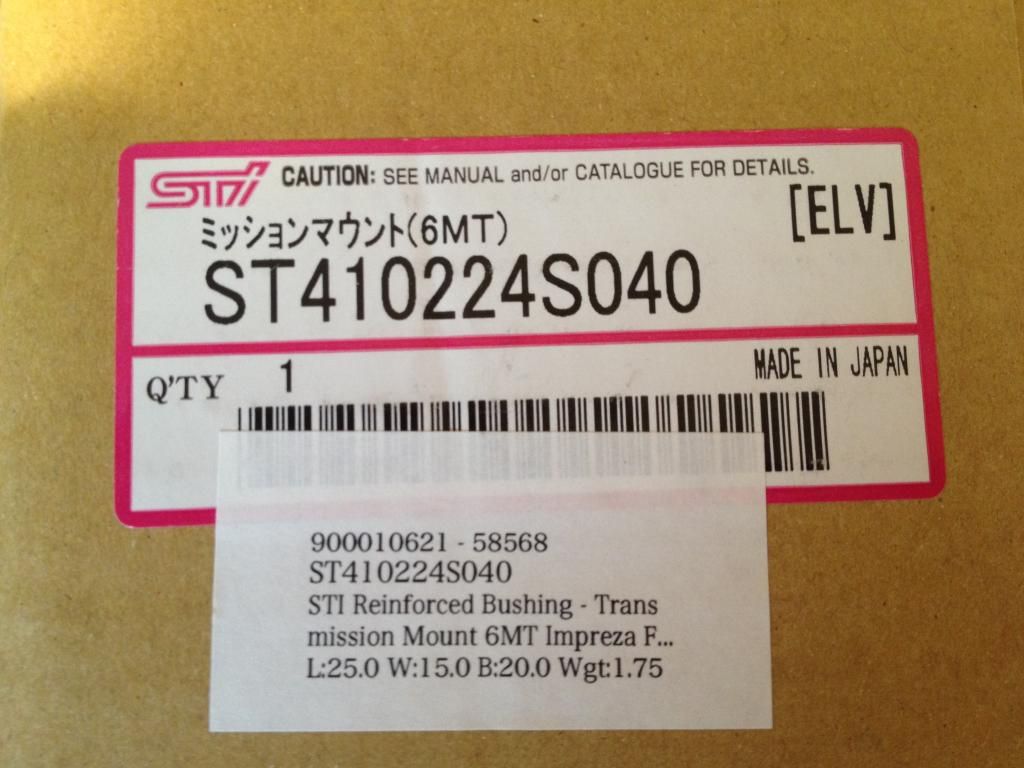 STI CAUTION: SEE MANUAL and/or CATALOGUE FOR DETAILS.
ミッションマウント(6MT) [ELV]
ST410224S040
Q'TY 1 MADE IN JAPAN
900010621 - 58568
ST410224S040
STI Reinforced Bushing - Trans
mission Mount 6MT Impreza F...
L:25.0 W:15.0 B:20.0 Wgt:1.75